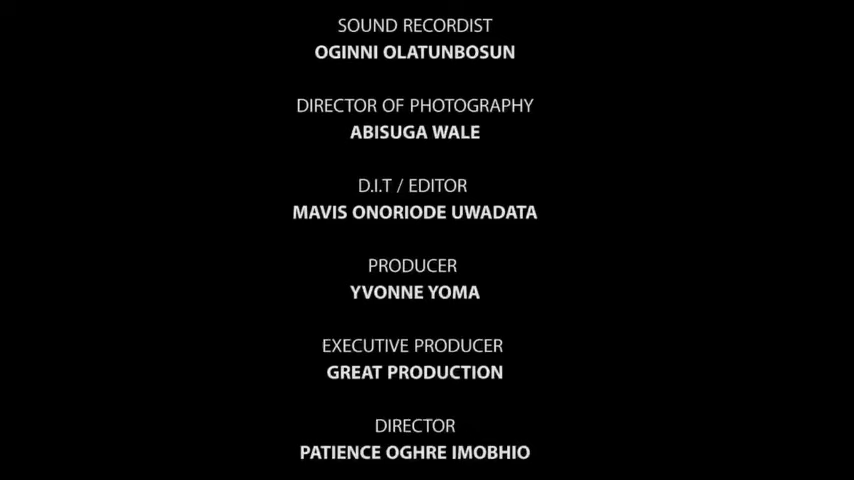 SOUND RECORDIST
OGINNI OLATUNBOSUN
DIRECTOR OF PHOTOGRAPHY
ABISUGA WALE
D.I.T / EDITOR
MAVIS ONORIODE UWADATA
PRODUCER
YVONNE YOMA
EXECUTIVE PRODUCER
GREAT PRODUCTION
DIRECTOR
PATIENCE OGHRE IMOBHIO